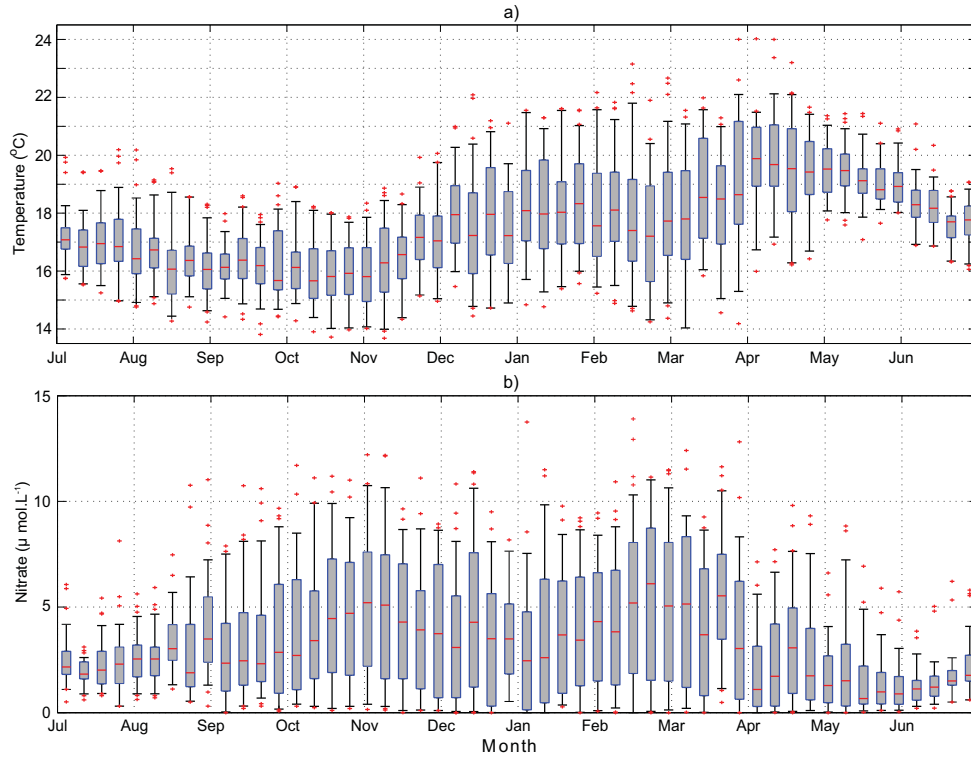 a)
24
22
20
18
16
14
Temperature (⁰C)
Jul Aug Sep Oct Nov Dec Jan Feb Mar Apr May Jun
b)
15
10
5
0
Nitrate (µ mol.L⁻¹)
Jul Aug Sep Oct Nov Dec Jan Feb Mar Apr May Jun
Month